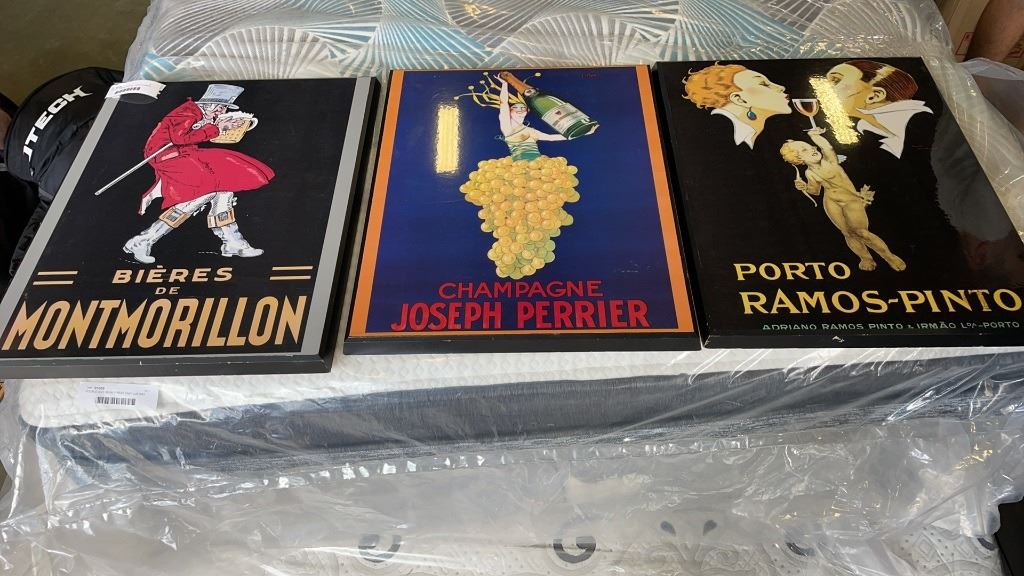 JTECH
BIÈRES
DE
MONTMORILLON
CHAMPAGNE
JOSEPH PERRIER
PORTO
RAMOS-PINTO
ADRIANO RAMOS PINTO & IRMÃO LDA-PORTO